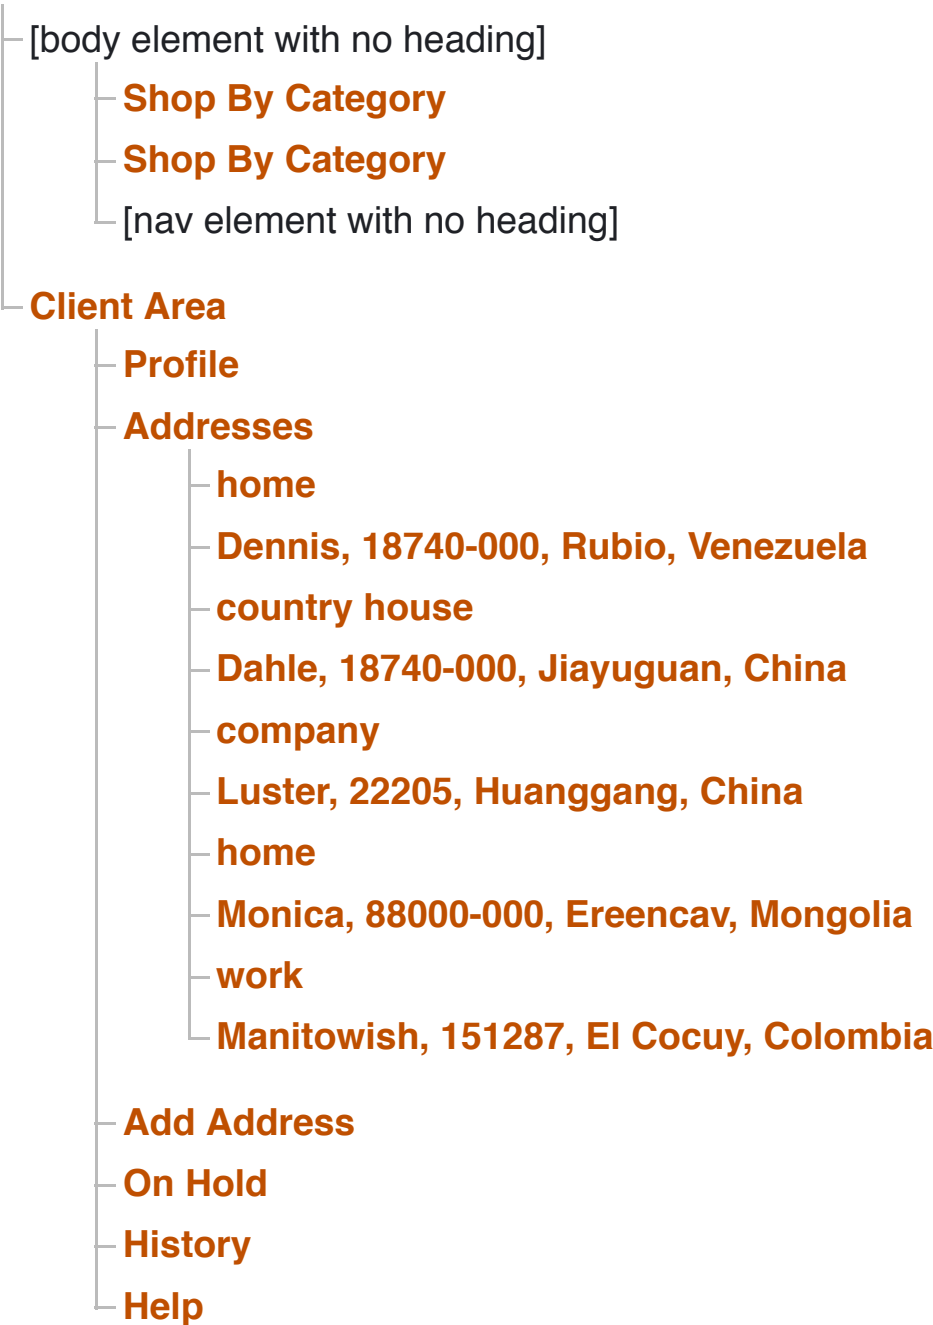 [body element with no heading]
Shop By Category
Shop By Category
[nav element with no heading]
Client Area
Profile
Addresses
home
Dennis, 18740-000, Rubio, Venezuela
country house
Dahle, 18740-000, Jiayuguan, China
company
Luster, 22205, Huanggang, China
home
Monica, 88000-000, Ereencav, Mongolia
work
Manitowish, 151287, El Cocuy, Colombia
Add Address
On Hold
History
Help